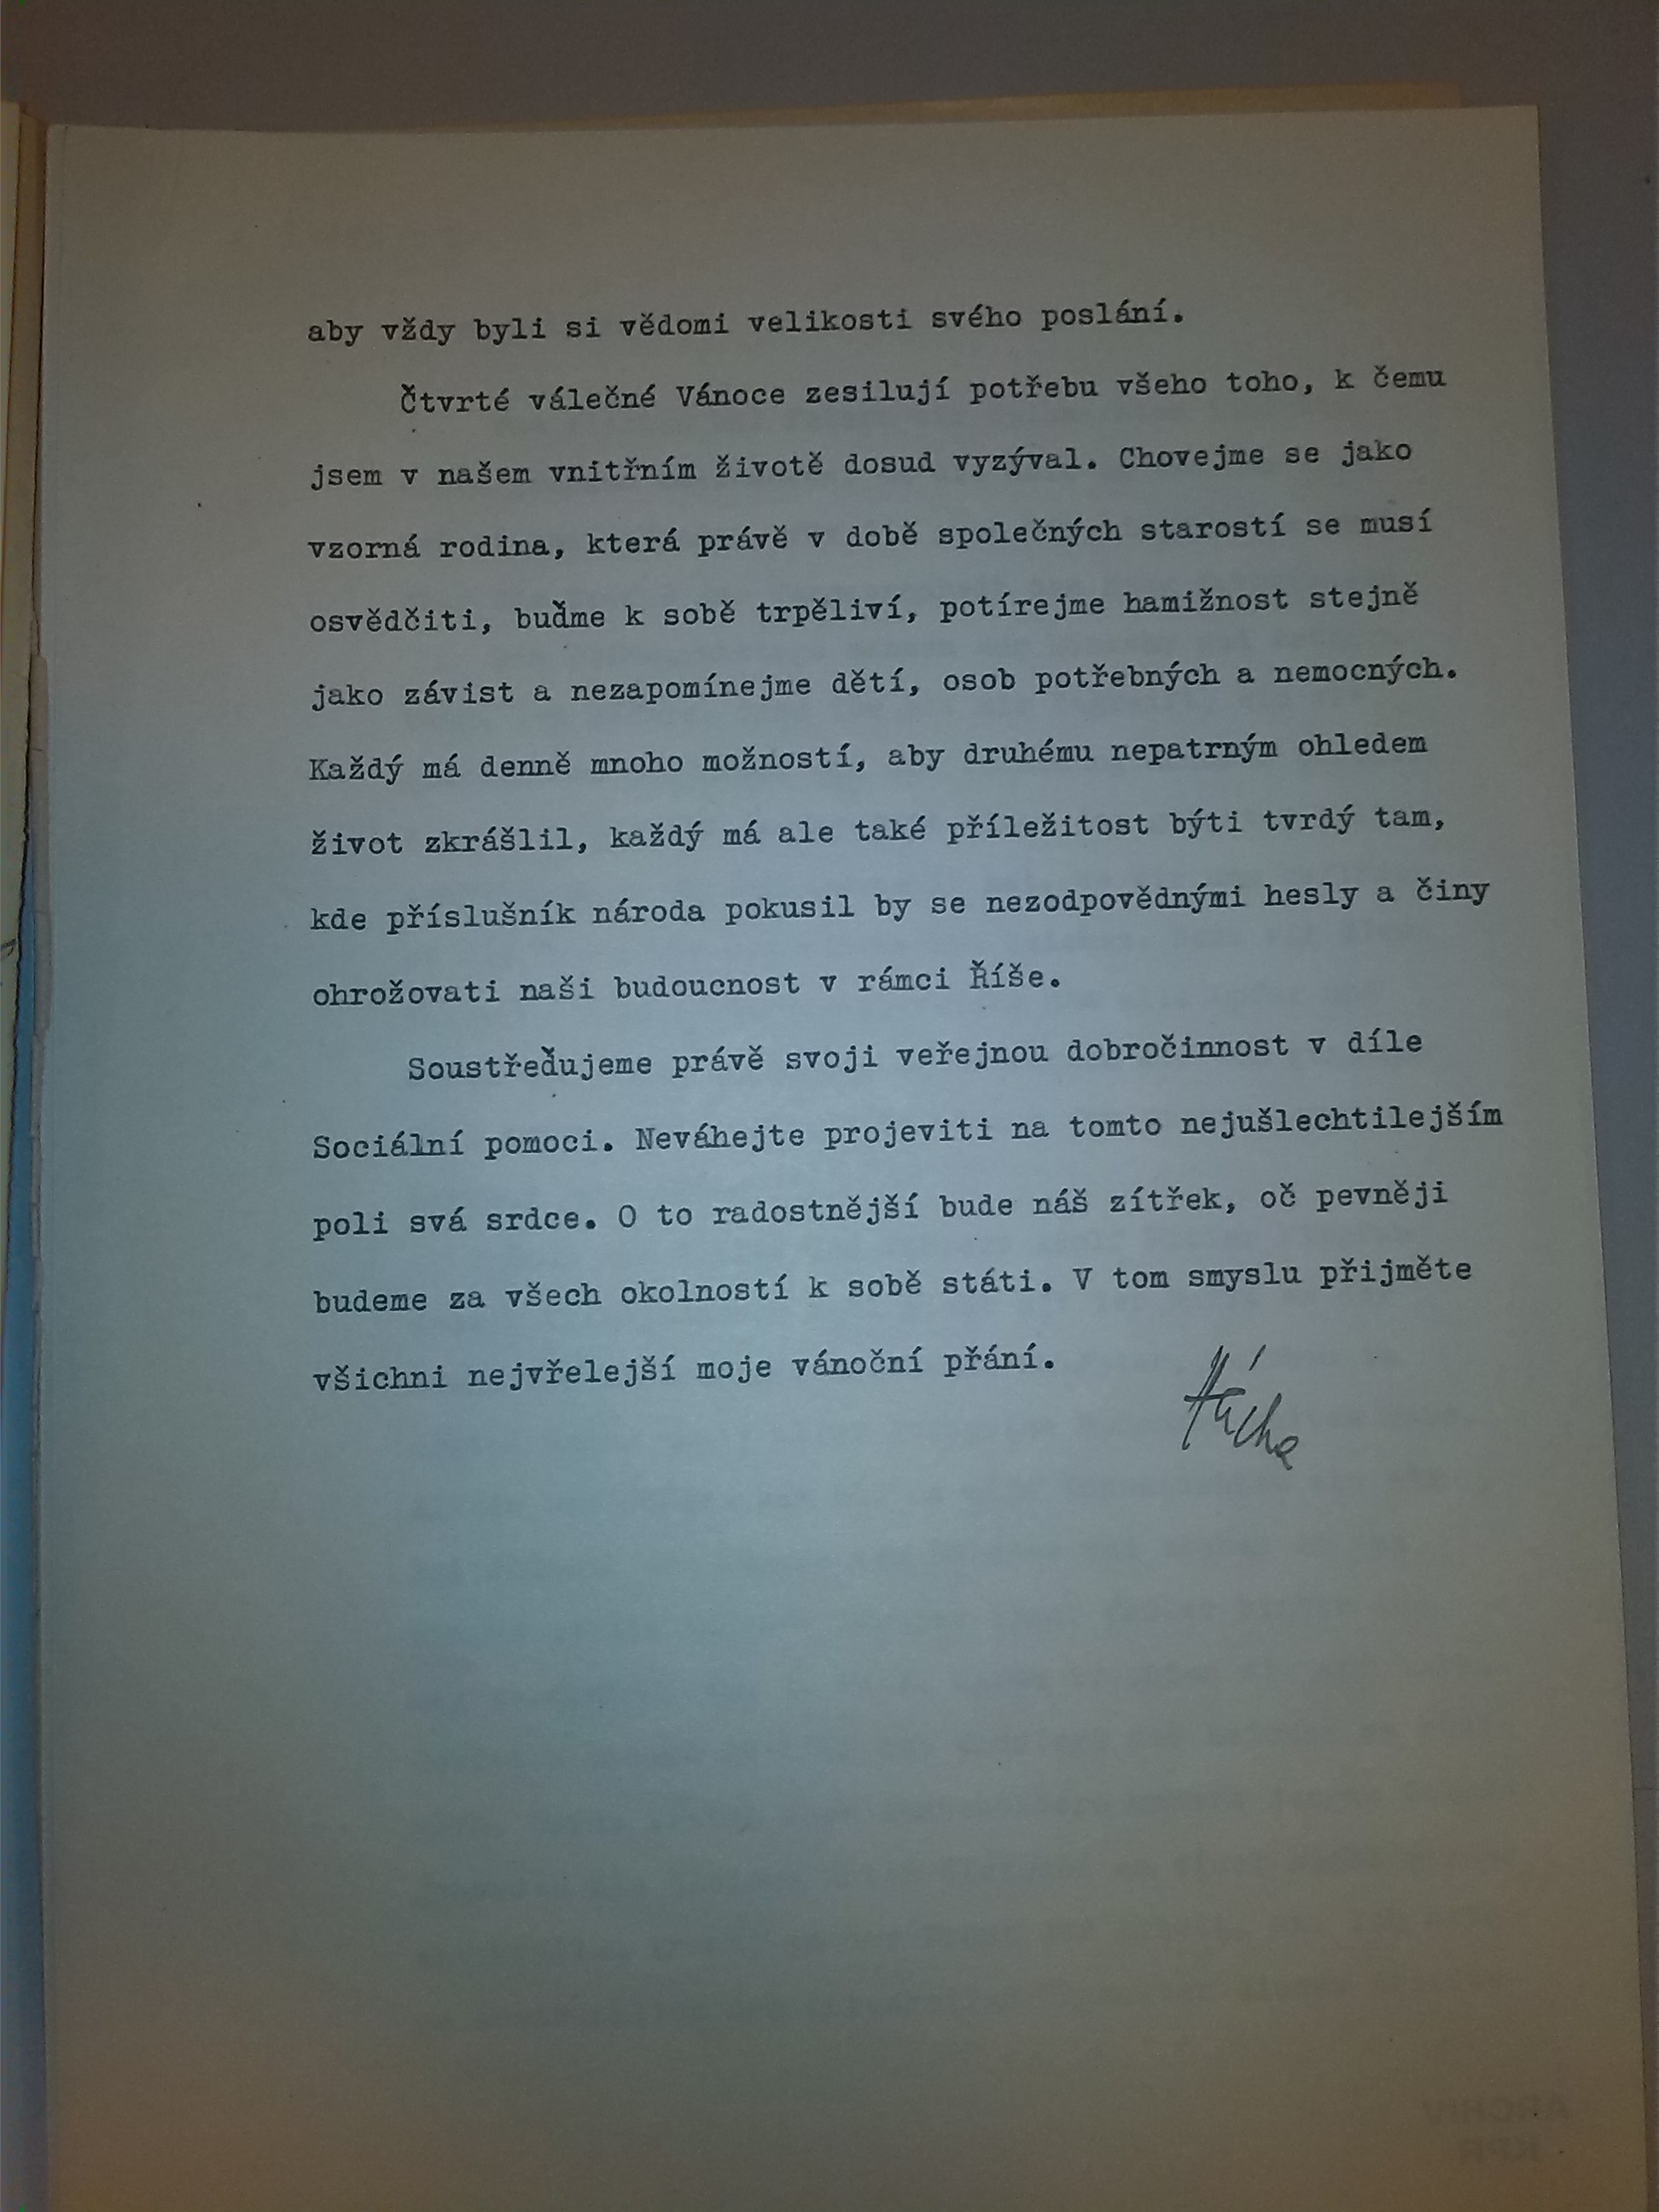 aby vždy byli si vědomi velikosti svého poslání.
Čtvrté válečné Vánoce zesilují potřebu všeho toho, k čemu
jsem v našem vnitřním životě dosud vyzýval. Chovejme se jako
vzorná rodina, která právě v době společných starostí se musí
osvědčiti, buďme k sobě trpěliví, potírejme hamižnost stejně
jako závist a nezapomínejme dětí, osob potřebných a nemocných.
Každý má denně mnoho možností, aby druhému nepatrným ohledem
život zkrášlil, každý má ale také příležitost býti tvrdý tam,
kde příslušník národa pokusil by se nezodpovědnými hesly a činy
ohrožovati naši budoucnost v rámci Říše.
Soustřeďujeme právě svoji veřejnou dobročinnost v díle
Sociální pomoci. Neváhejte projeviti na tomto nejušlechtilejším
poli svá srdce. O to radostnější bude náš zítřek, oč pevněji
budeme za všech okolností k sobě státi. V tom smyslu přijměte
všichni nejvřelejší moje vánoční přání.
Hácha
ARCHIV
KPR